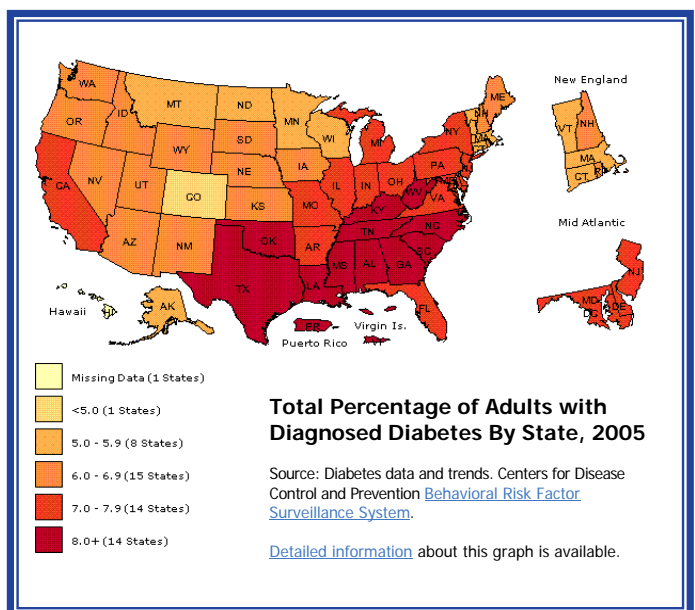 New England
WA
OR
ID
MT
ND
MN
WI
ME
NH
VT
NH
VT
MA
CT
SD
WY
NE
IA
NV
UT
CO
KS
CA
AZ
NM
OK
TX
MO
AR
LA
IL
IN
OH
MI
PA
NY
KY
WV
VA
TN
NC
SC
MS
AL
GA
FL
Mid Atlantic
NJ
MD
DE
DC
Hawaii
HI
AK
PR
Puerto Rico
Virgin Is.
VI
Missing Data (1 States)
<5.0 (1 States)
5.0 - 5.9 (8 States)
6.0 - 6.9 (15 States)
7.0 - 7.9 (14 States)
8.0+ (14 States)
Total Percentage of Adults with
Diagnosed Diabetes By State, 2005
Source: Diabetes data and trends. Centers for Disease
Control and Prevention Behavioral Risk Factor
Surveillance System.
Detailed information about this graph is available.